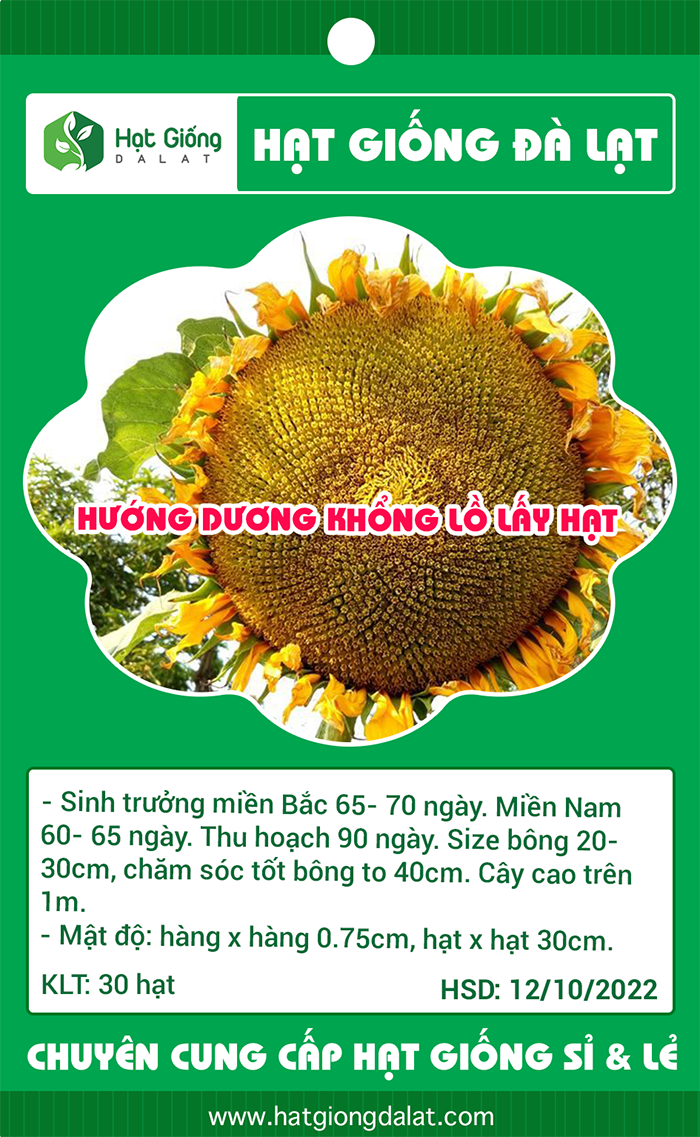 Hạt Giống
DALAT
HẠT GIỐNG ĐÀ LẠT
HƯỚNG DƯƠNG KHỔNG LỒ LẤY HẠT
- Sinh trưởng miền Bắc 65- 70 ngày. Miền Nam
60- 65 ngày. Thu hoạch 90 ngày. Size bông 20-
30cm, chăm sóc tốt bông to 40cm. Cây cao trên
1m.
- Mật độ: hàng x hàng 0.75cm, hạt x hạt 30cm.
KLT: 30 hạt
HSD: 12/10/2022
CHUYÊN CUNG CẤP HẠT GIỐNG SỈ & LẺ
www.hatgiongdalat.com